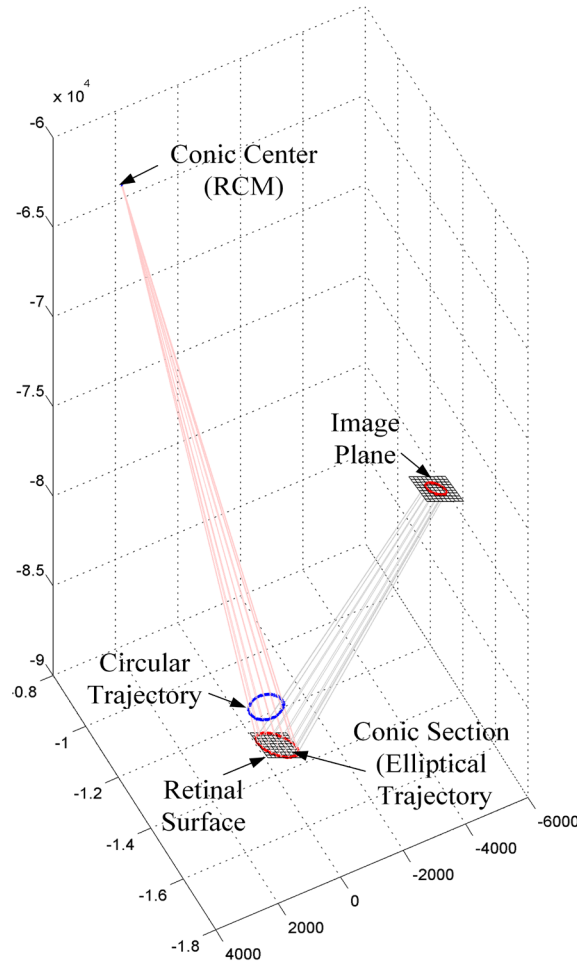 x 10^4
-6
Conic Center
(RCM)
-6.5
-7
-7.5
Image
Plane
-8
-8.5
-9
Circular
Trajectory
-0.8
Conic Section
(Elliptical
Trajectory
-1
Retinal
Surface
-1.2
-1.4
-1.6
-1.8
4000
2000
0
-2000
-4000
-6000